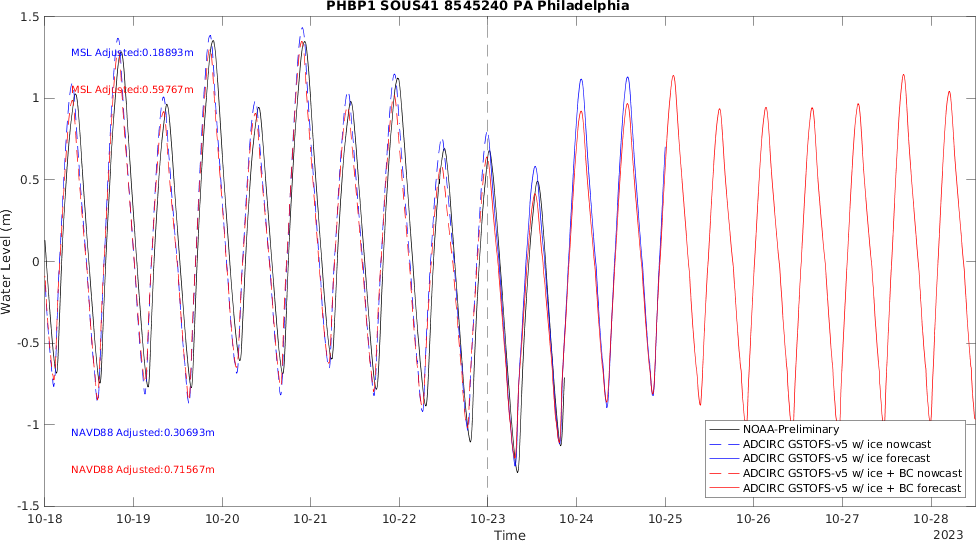 PHBP1 SOUS41 8545240 PA Philadelphia
Water Level (m)
1.5
1
0.5
0
-0.5
-1
-1.5
MSL Adjusted:0.18893m
MSL Adjusted:0.59767m
NAVD88 Adjusted:0.30693m
NAVD88 Adjusted:0.71567m
NOAA-Preliminary
ADCIRC GSTOFS-v5 w/ ice nowcast
ADCIRC GSTOFS-v5 w/ ice forecast
ADCIRC GSTOFS-v5 w/ ice + BC nowcast
ADCIRC GSTOFS-v5 w/ ice + BC forecast
10-18 10-19 10-20 10-21 10-22 10-23 10-24 10-25 10-26 10-27 10-28
Time
2023